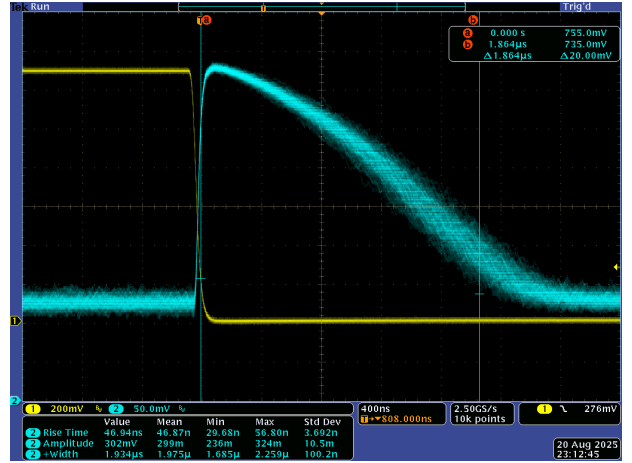 Tek Run Trig'd
T a b
a 0.000 s 755.0mV
b 1.864µs 735.0mV
Δ1.864µs Δ20.00mV
1
2
1 200mV 2 50.0mV
400ns
T→▾808.000ns
2.50GS/s
10k points
1 276mV
Value Mean Min Max Std Dev
2 Rise Time 46.94ns 46.87n 29.68n 56.80n 3.692n
2 Amplitude 302mV 299m 236m 324m 10.5m
2 +Width 1.934µs 1.975µ 1.685µ 2.259µ 100.2n
20 Aug 2025
23:12:45